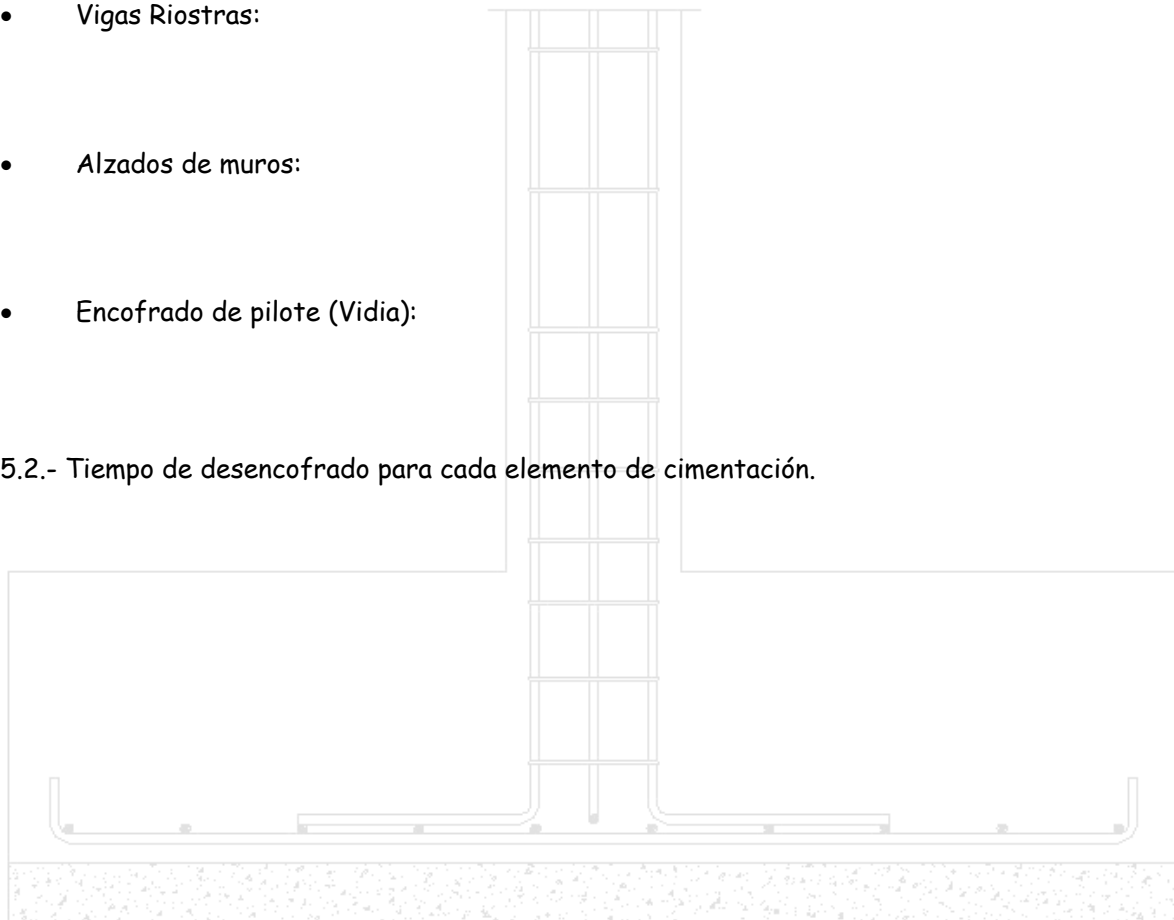 • Vigas Riostras:
• Alzados de muros:
• Encofrado de pilote (Vidia):
5.2.- Tiempo de desencofrado para cada elemento de cimentación.